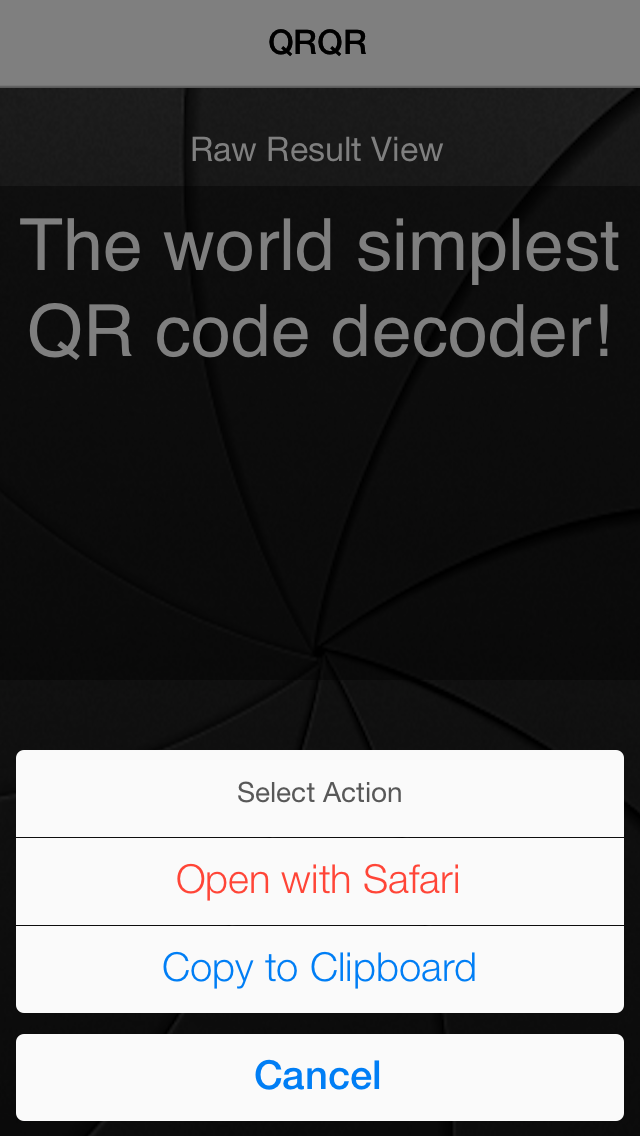 QRQR
Raw Result View
The world simplest
QR code decoder!
Select Action
Open with Safari
Copy to Clipboard
Cancel